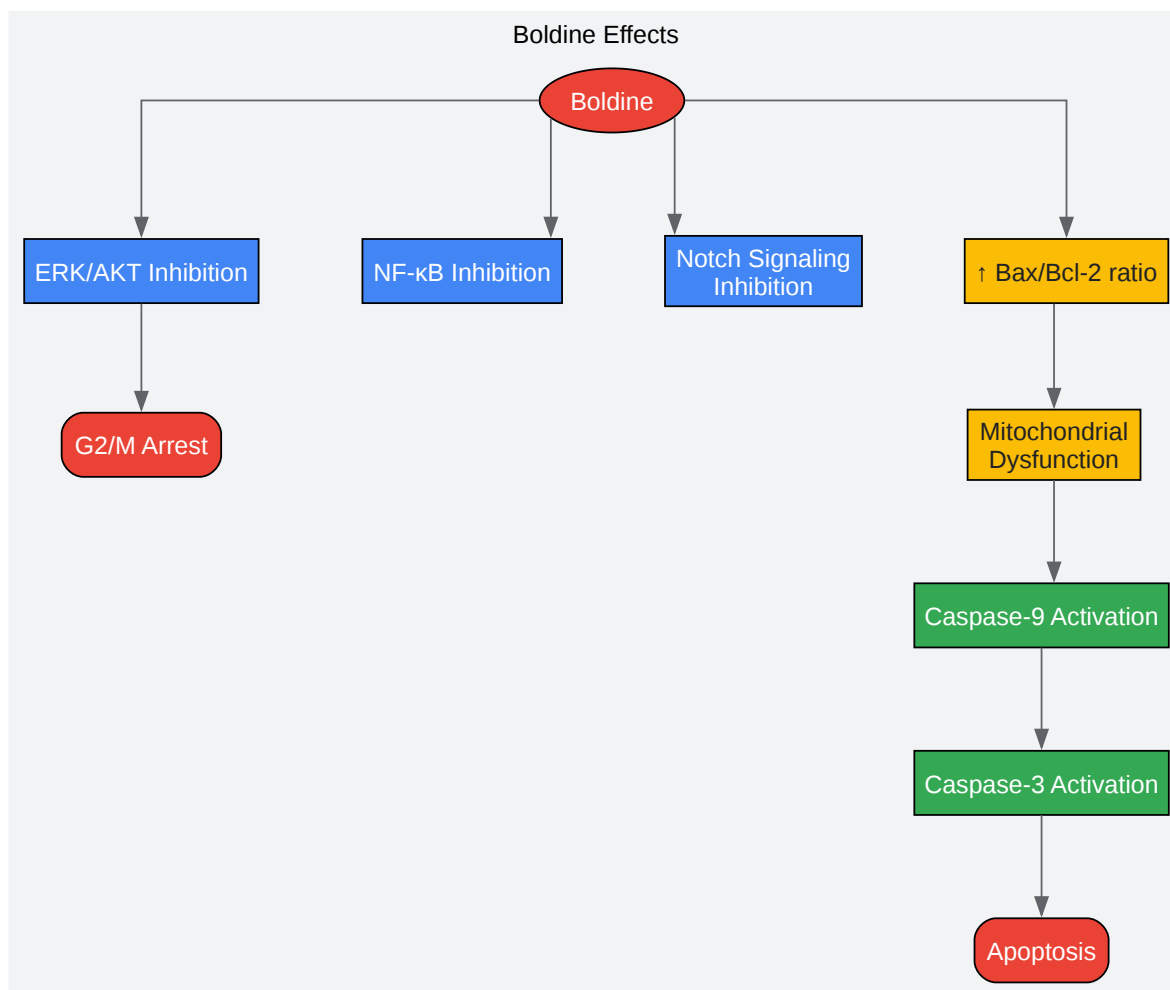 Boldine Effects
Boldine
ERK/AKT Inhibition
NF-κB Inhibition
Notch Signaling
Inhibition
↑ Bax/Bcl-2 ratio
G2/M Arrest
Mitochondrial
Dysfunction
Caspase-9 Activation
Caspase-3 Activation
Apoptosis